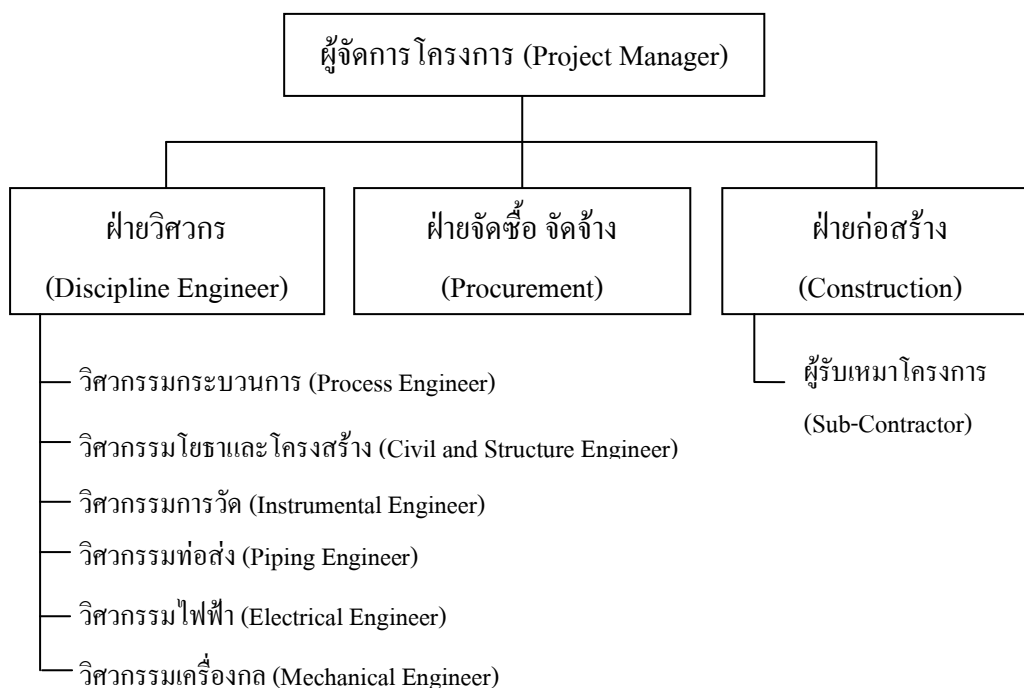 ผู้จัดการโครงการ (Project Manager)
ฝ่ายวิศวกร
(Discipline Engineer)
ฝ่ายจัดซื้อ จัดจ้าง
(Procurement)
ฝ่ายก่อสร้าง
(Construction)
วิศวกรรมกระบวนการ (Process Engineer)
วิศวกรรมโยธาและโครงสร้าง (Civil and Structure Engineer)
วิศวกรรมการวัด (Instrumental Engineer)
วิศวกรรมท่อส่ง (Piping Engineer)
วิศวกรรมไฟฟ้า (Electrical Engineer)
วิศวกรรมเครื่องกล (Mechanical Engineer)
ผู้รับเหมาโครงการ
(Sub-Contractor)